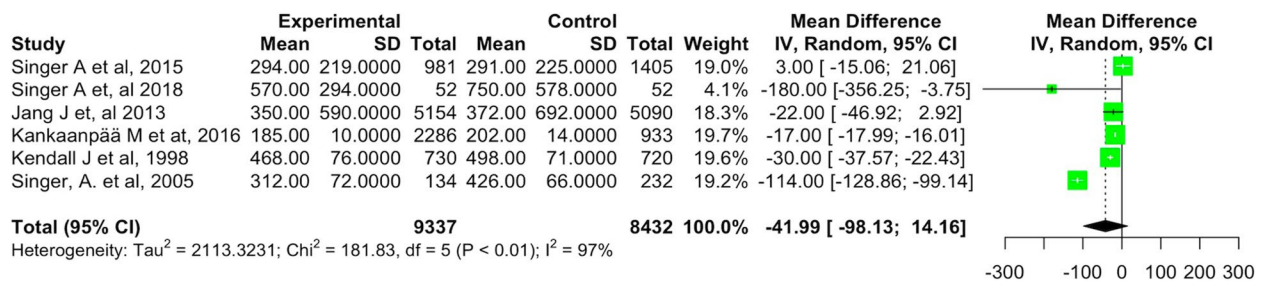 Experimental Control Mean Difference Mean Difference
Study Mean SD Total Mean SD Total Weight IV, Random, 95% CI IV, Random, 95% CI
Singer A et al, 2015 294.00 219.0000 981 291.00 225.0000 1405 19.0% 3.00 [ -15.06; 21.06]
Singer A et al 2018 570.00 294.0000 52 750.00 578.0000 52 4.1% -180.00 [-356.25; -3.75]
Jang J et, al 2013 350.00 590.0000 5154 372.00 692.0000 5090 18.3% -22.00 [ -46.92; 2.92]
Kankaanpää M et at, 2016 185.00 10.0000 2286 202.00 14.0000 933 19.7% -17.00 [ -17.99; -16.01]
Kendall J et al, 1998 468.00 76.0000 730 498.00 71.0000 720 19.6% -30.00 [ -37.57; -22.43]
Singer, A. et al, 2005 312.00 72.0000 134 426.00 66.0000 232 19.2% -114.00 [-128.86; -99.14]
Total (95% CI) 9337 8432 100.0% -41.99 [ -98.13; 14.16]
Heterogeneity: Tau² = 2113.3231; Chi² = 181.83, df = 5 (P < 0.01); I² = 97%
-300 -100 0 100 200 300